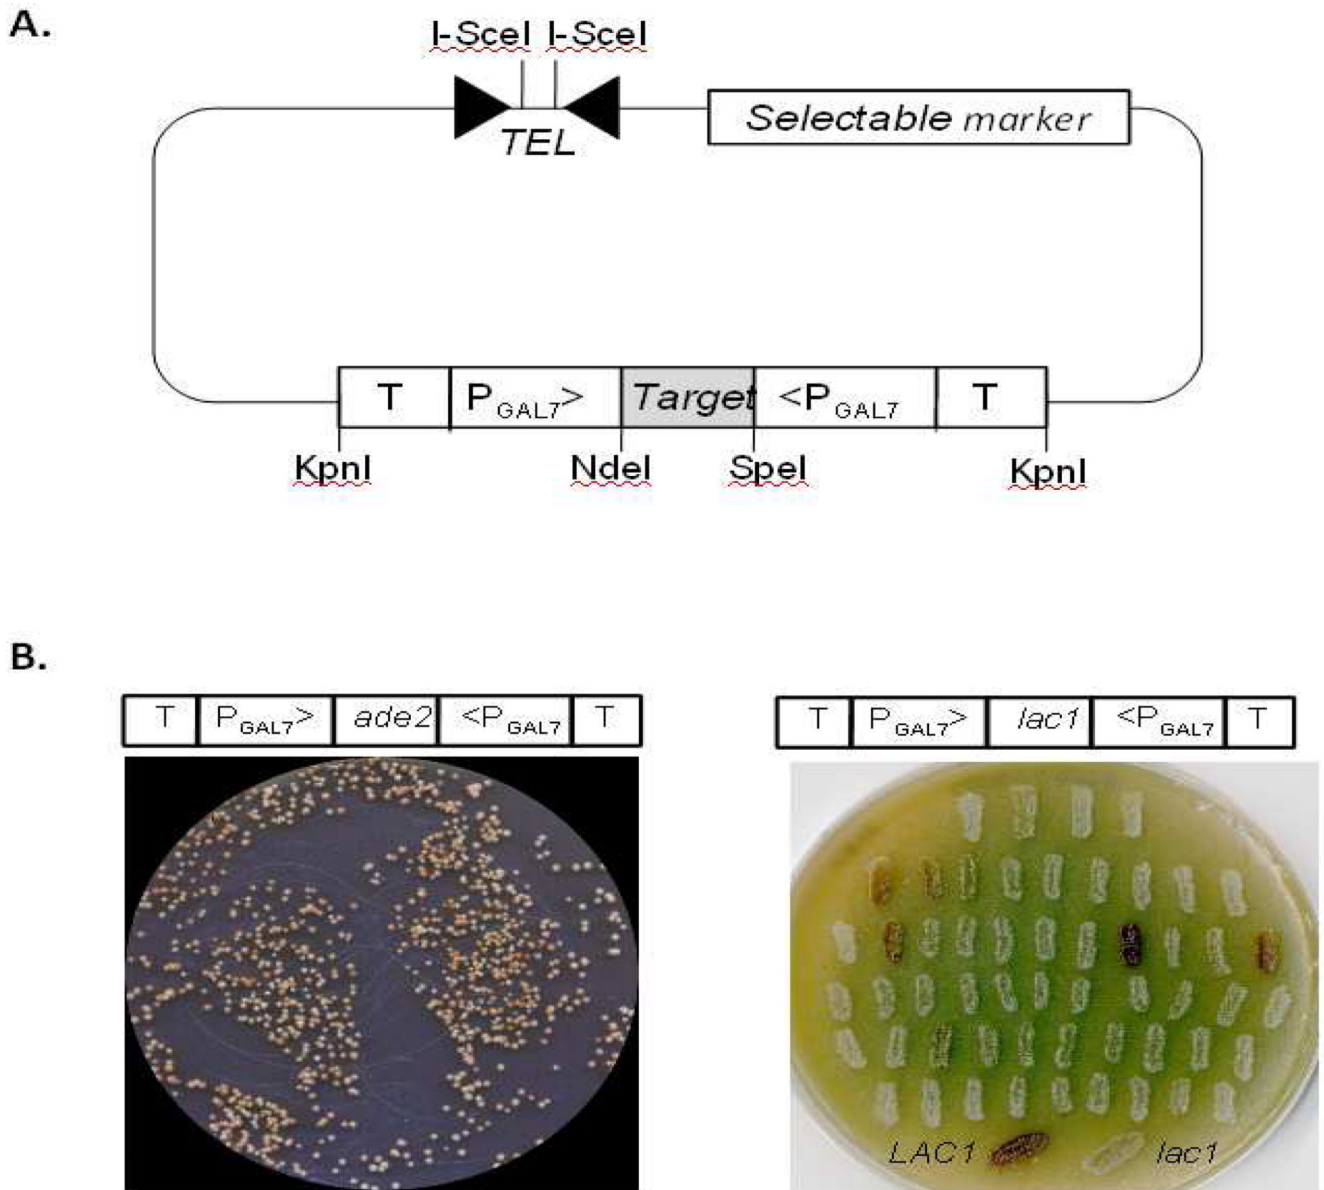 A.
I-SceI I-SceI
TEL
Selectable marker
T PGAL7> Target <PGAL7 T
KpnI NdeI SpeI KpnI
B.
T PGAL7> ade2 <PGAL7 T
T PGAL7> lac1 <PGAL7 T
LAC1 lac1